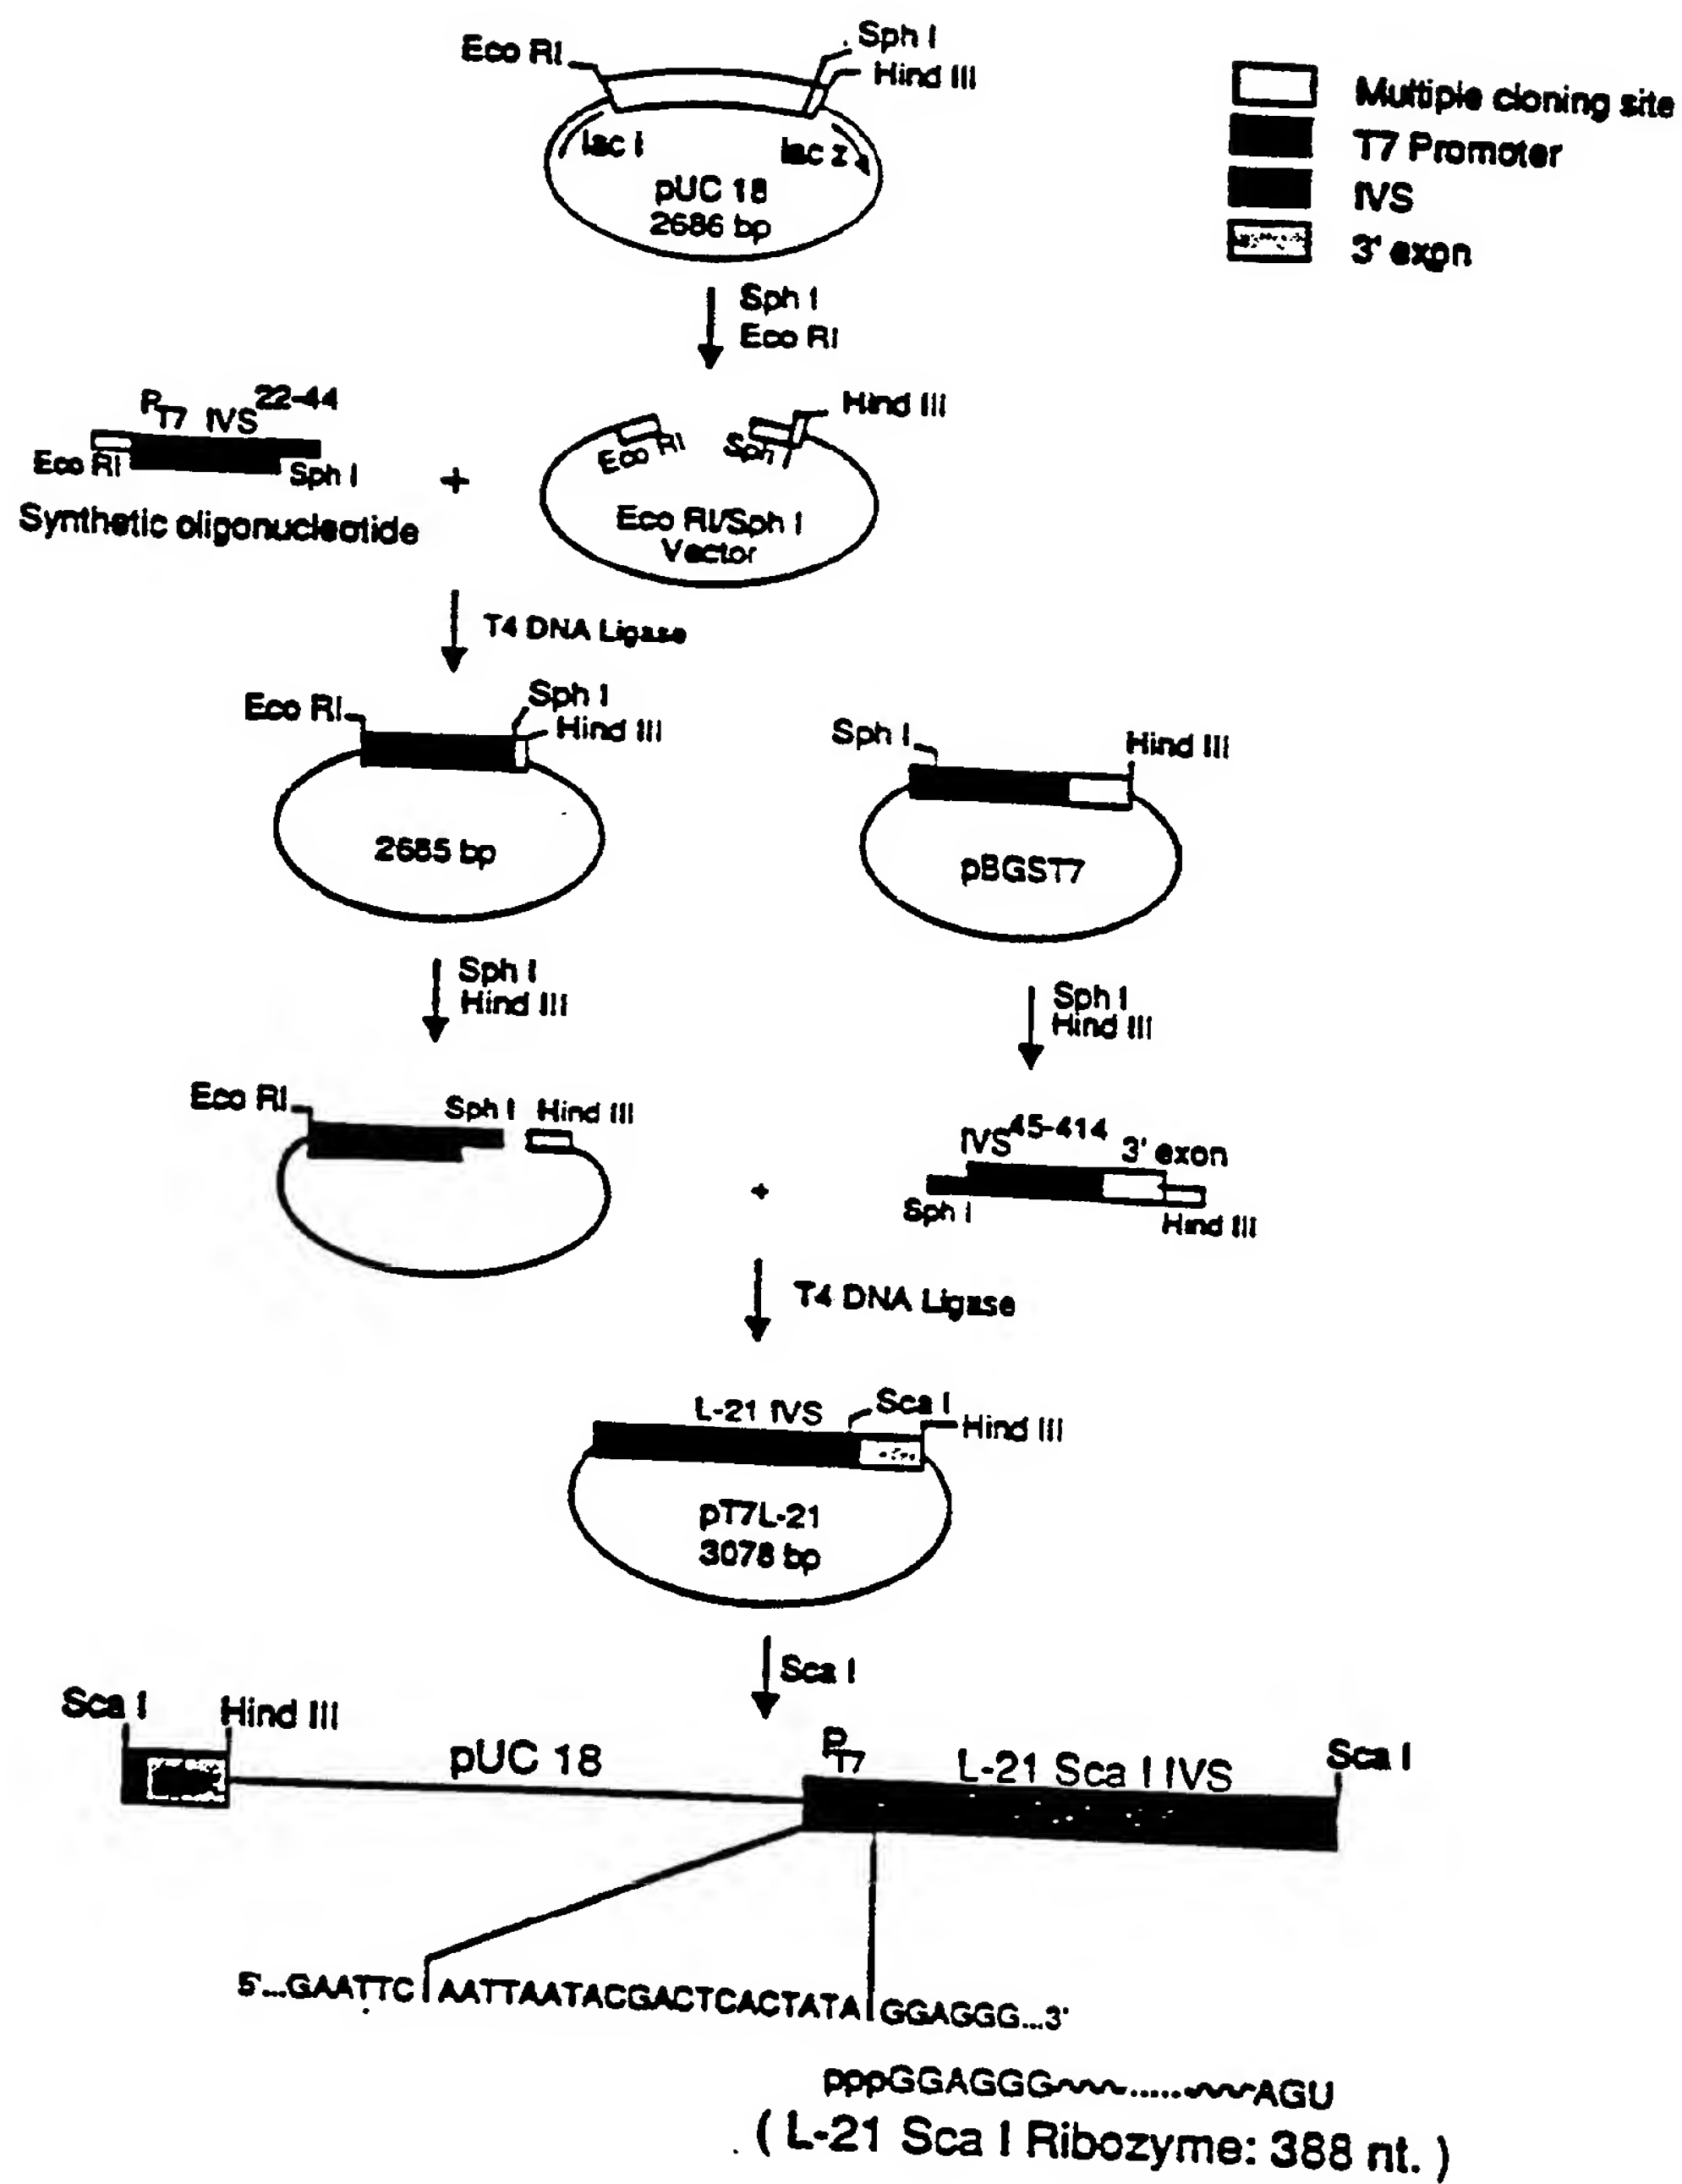 Eco RI
Sph I
Hind III
lac i
lac z
pUC 18
2686 bp
Multiple cloning site
T7 Promoter
IVS
3' exon
Sph I
Eco RI
PT7 IVS22-44
Eco RI
Sph I
Synthetic oligonucleotide
+
Hind III
Eco RI
Sph I
Eco RI/Sph I
Vector
T4 DNA Ligase
Eco RI
Sph I
Hind III
2685 bp
Sph I
Hind III
pBGST7
Sph I
Hind III
Sph I
Hind III
Eco RI
Sph I
Hind III
+
IVS45-414
3' exon
Sph I
Hind III
T4 DNA Ligase
L-21 IVS
Sca I
Hind III
pT7L-21
3078 bp
Sca I
Sca I
Hind III
pUC 18
PT7
L-21 Sca I IVS
Sca I
5'...GAATTC AATTAATACGACTCACTATA GGAGGG...3'
pppGGAGGG~~~.....~~~AGU
( L-21 Sca I Ribozyme: 388 nt. )